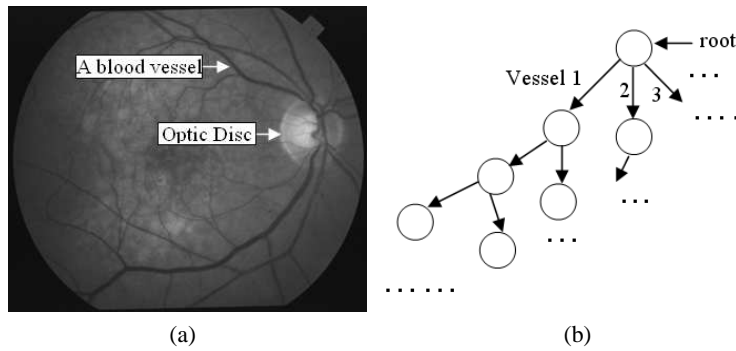 A blood vessel
Optic Disc
(a)
root
Vessel 1
2
3
. . .
. . . .
. . .
. . .
. . . . . .
(b)